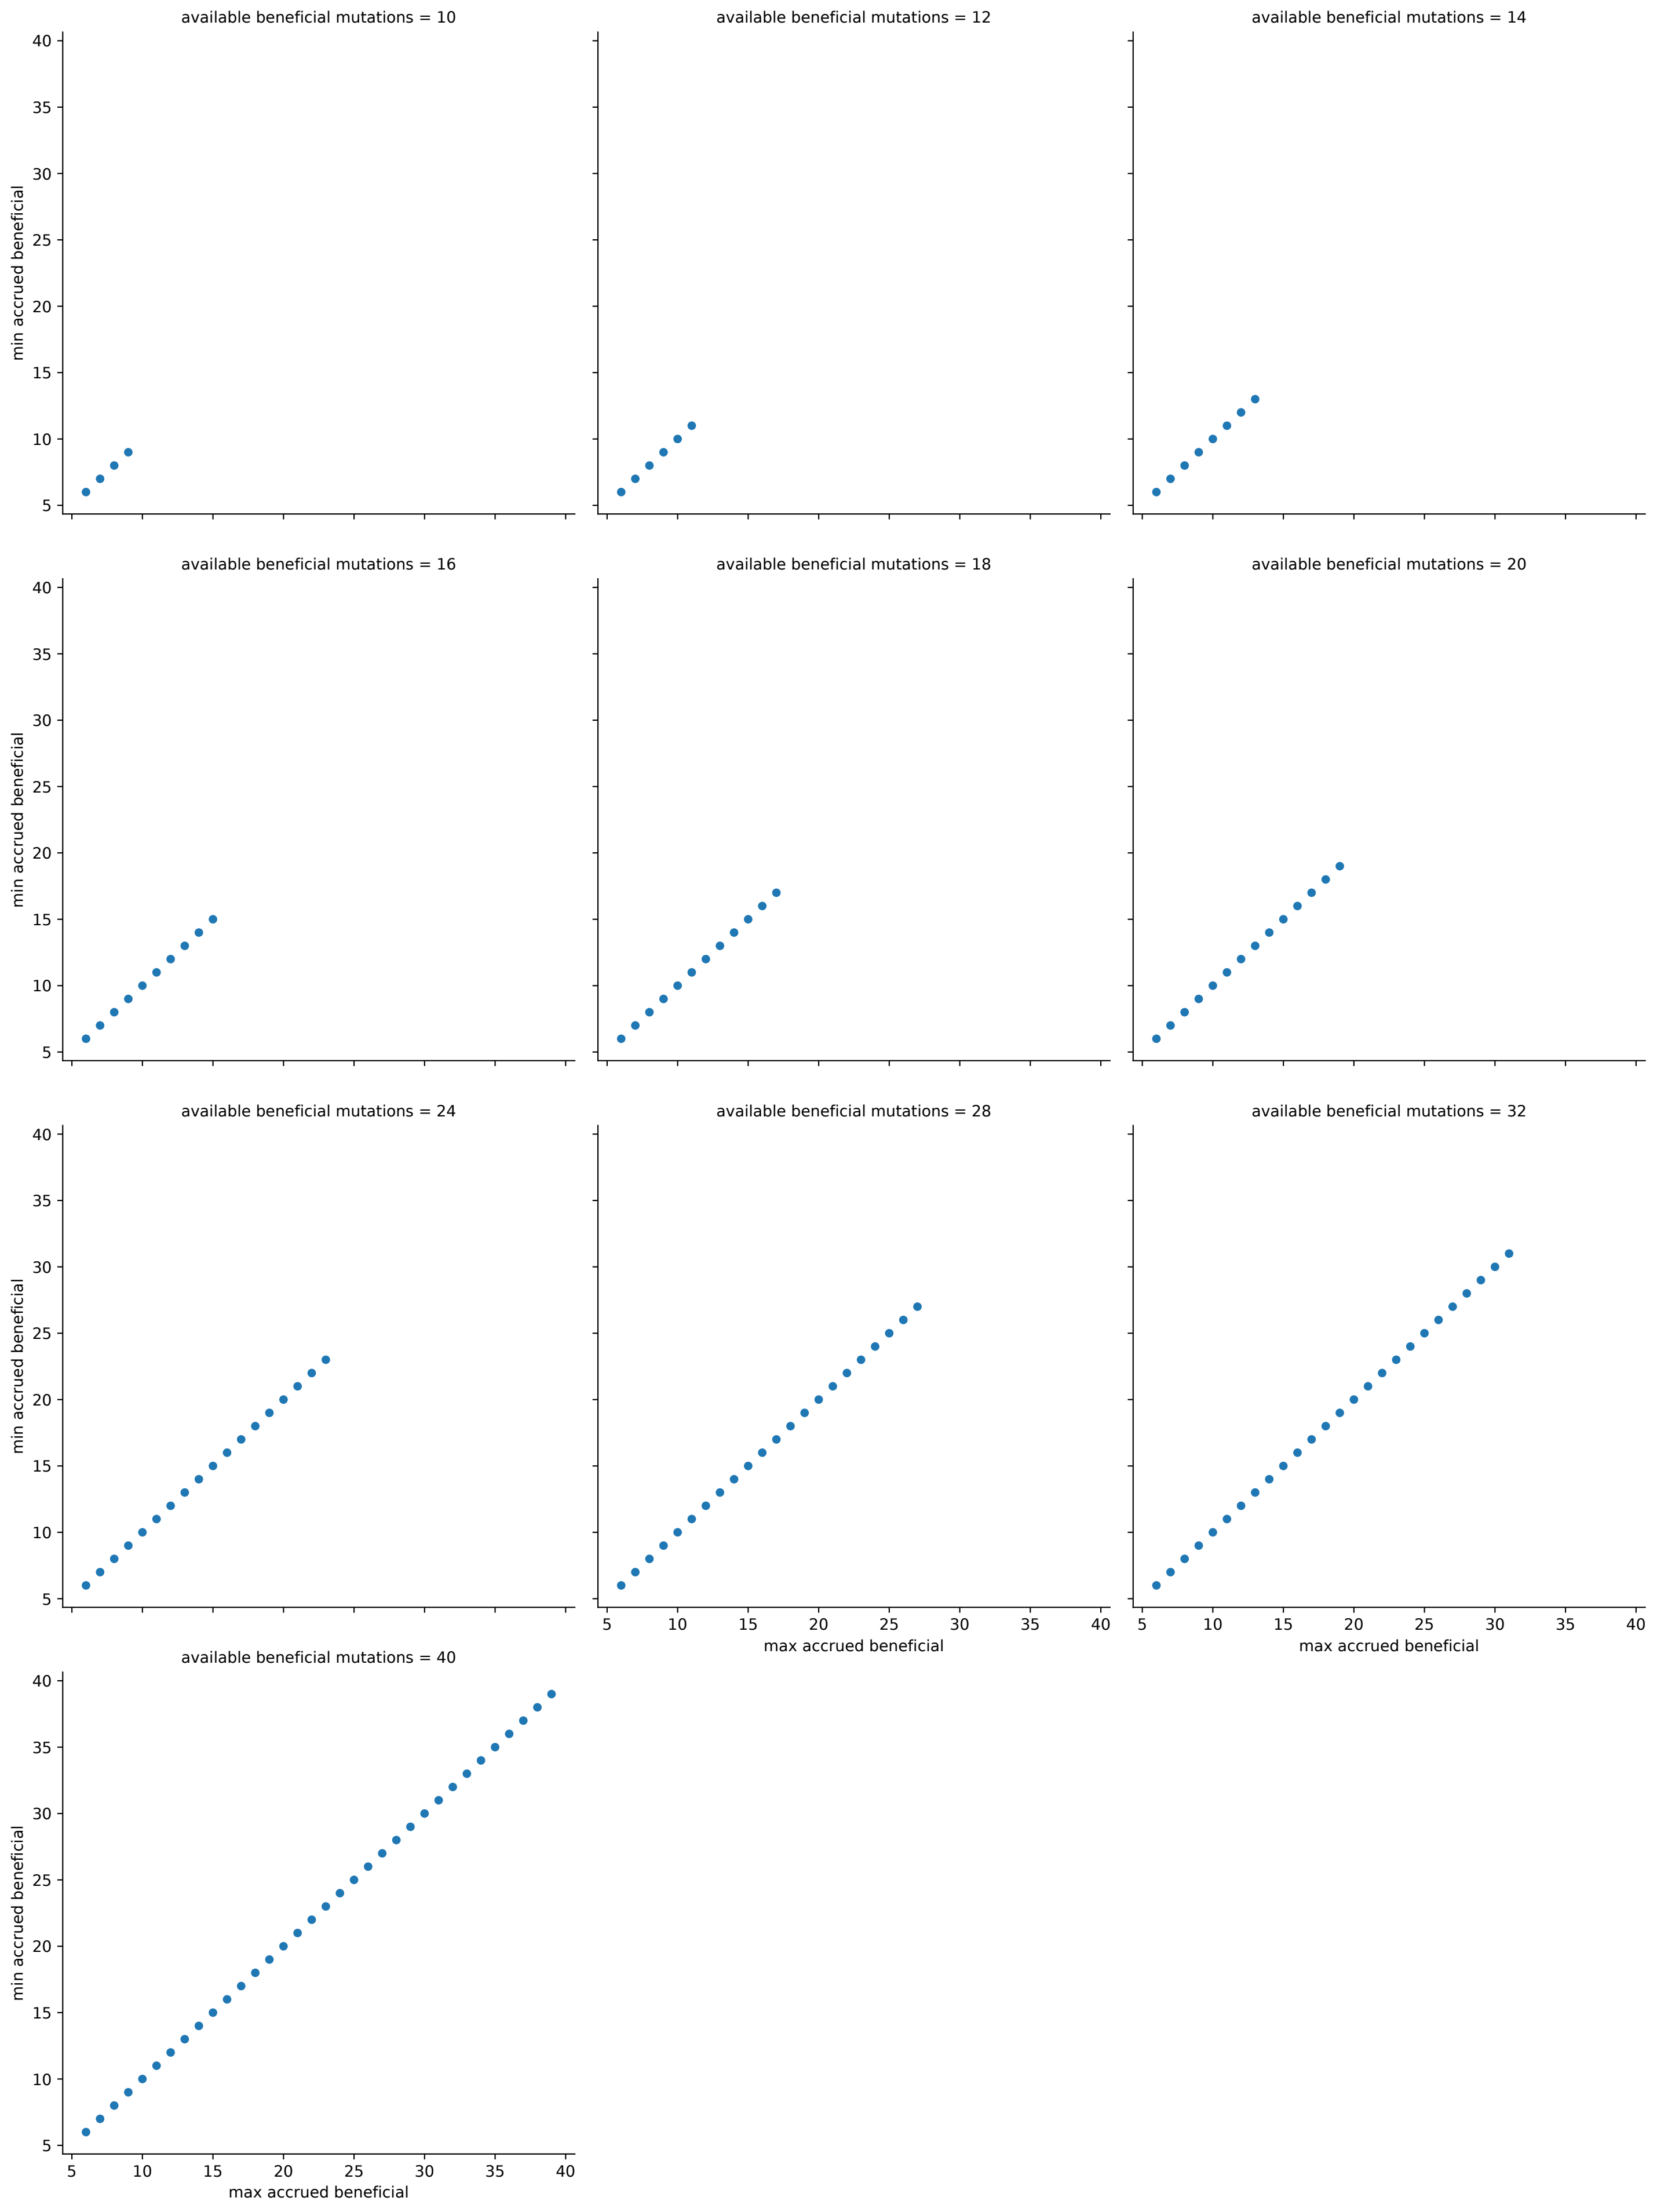 available beneficial mutations = 10
available beneficial mutations = 12
available beneficial mutations = 14
40
35
30
25
20
15
10
5
min accrued beneficial
available beneficial mutations = 16
available beneficial mutations = 18
available beneficial mutations = 20
40
35
30
25
20
15
10
5
min accrued beneficial
available beneficial mutations = 24
available beneficial mutations = 28
available beneficial mutations = 32
40
35
30
25
20
15
10
5
min accrued beneficial
5 10 15 20 25 30 35 40
max accrued beneficial
5 10 15 20 25 30 35 40
max accrued beneficial
available beneficial mutations = 40
40
35
30
25
20
15
10
5
min accrued beneficial
5 10 15 20 25 30 35 40
max accrued beneficial